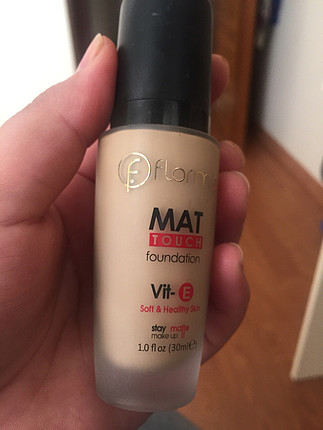 flormar
MAT
TOUCH
foundation
Vit-E
Soft & Healthy Skin
stay matte
make up
1.0 fl oz (30ml) e